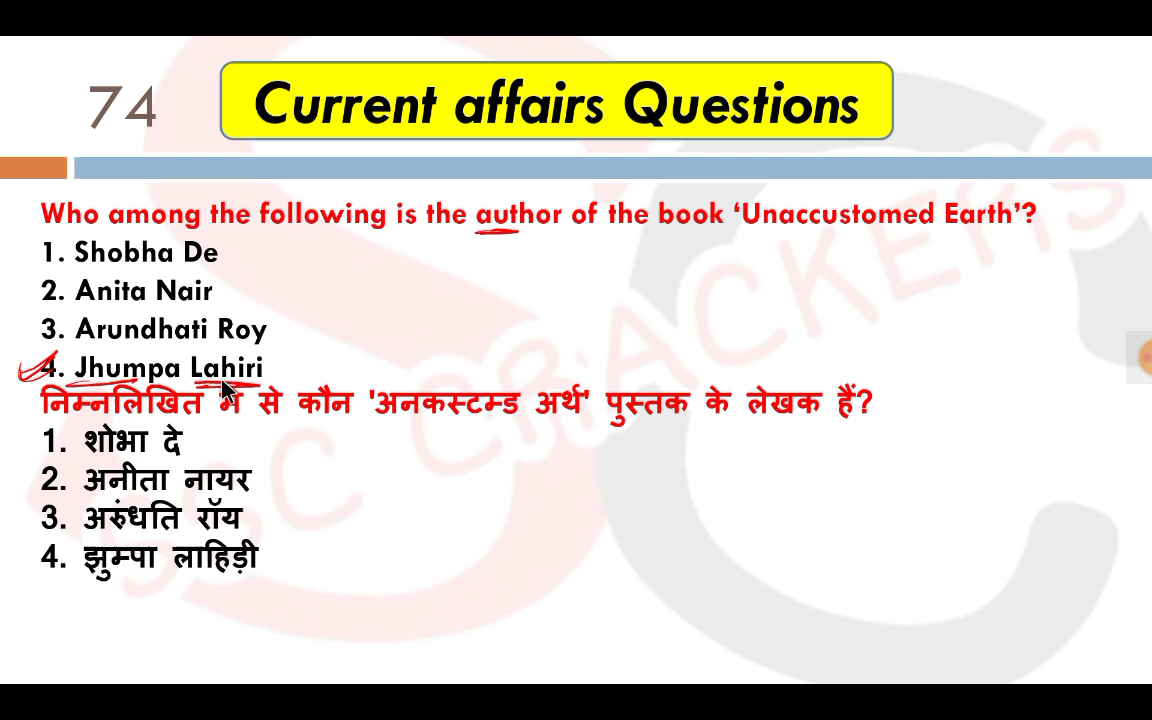 74
Current affairs Questions
Who among the following is the author of the book ‘Unaccustomed Earth’?
1. Shobha De
2. Anita Nair
3. Arundhati Roy
4. Jhumpa Lahiri
निम्नलिखित में से कौन 'अनकस्टम्ड अर्थ' पुस्तक के लेखक हैं?
1. शोभा दे
2. अनीता नायर
3. अरुंधति रॉय
4. झुम्पा लाहिड़ी
SSC CRACKERS